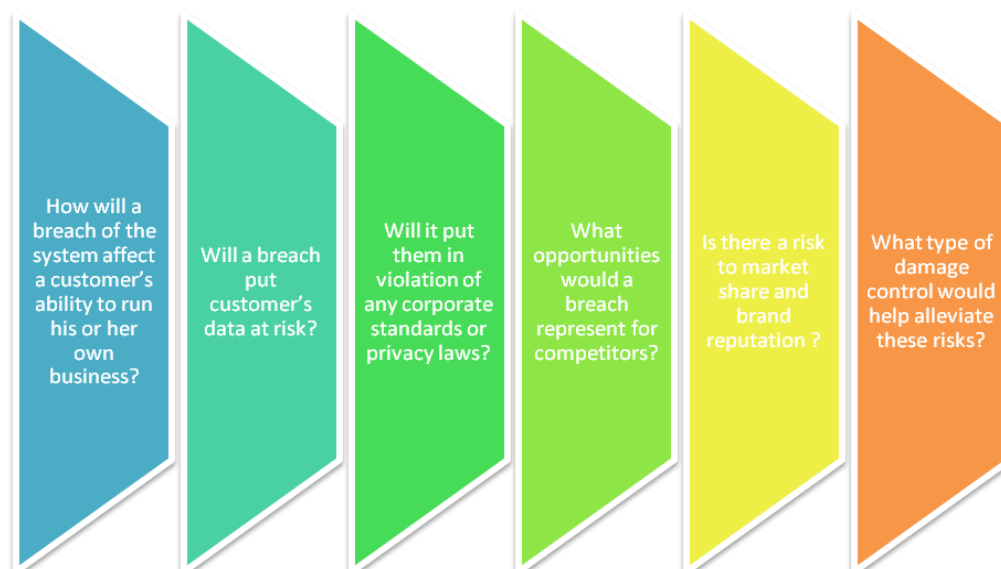 How will a
breach of the
system affect
a customer's
ability to run
his or her
own
business?
Will a breach
put
customer's
data at risk?
Will it put
them in
violation of
any corporate
standards or
privacy laws?
What
opportunities
would a
breach
represent for
competitors?
Is there a risk
to market
share and
brand
reputation ?
What type of
damage
control would
help alleviate
these risks?